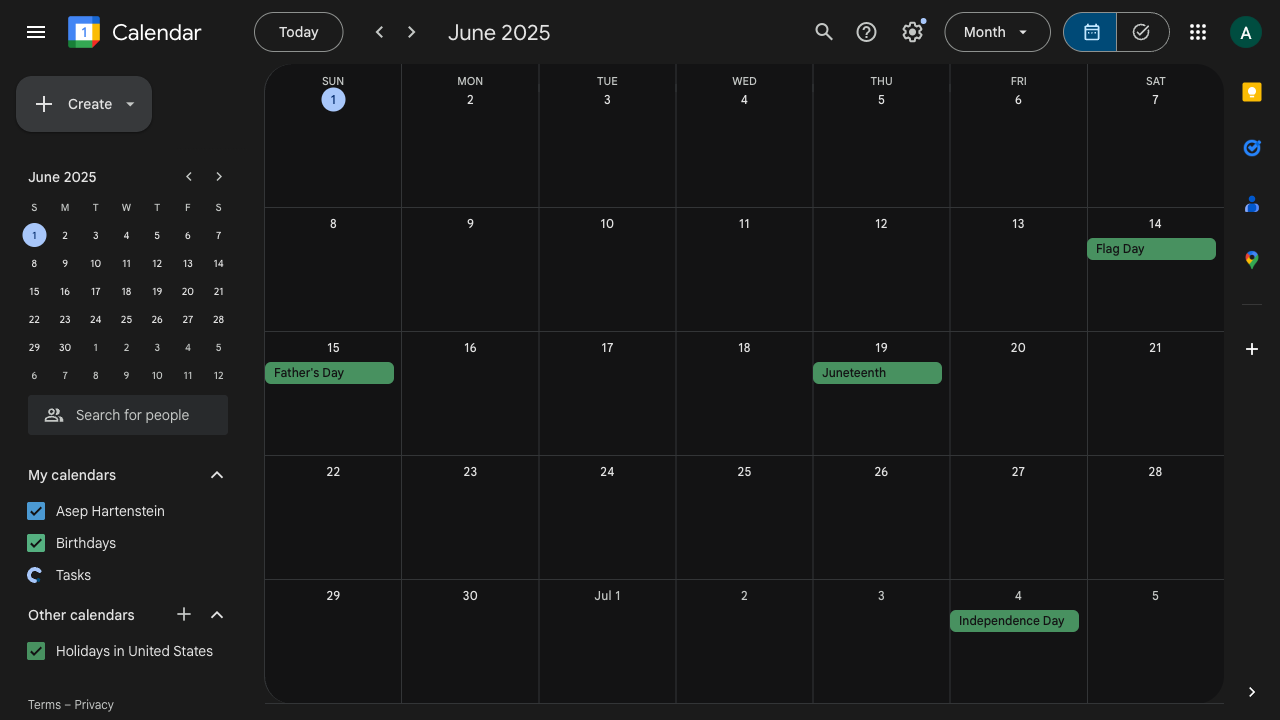 1 Calendar Today June 2025 Month A
Create
June 2025
S M T W T F S
1 2 3 4 5 6 7
8 9 10 11 12 13 14
15 16 17 18 19 20 21
22 23 24 25 26 27 28
29 30 1 2 3 4 5
6 7 8 9 10 11 12
Search for people
My calendars
Asep Hartenstein
Birthdays
Tasks
Other calendars
Holidays in United States
Terms – Privacy
SUN MON TUE WED THU FRI SAT
1 2 3 4 5 6 7
8 9 10 11 12 13 14
Flag Day
15 16 17 18 19 20 21
Father's Day Juneteenth
22 23 24 25 26 27 28
29 30 Jul 1 2 3 4 5
Independence Day